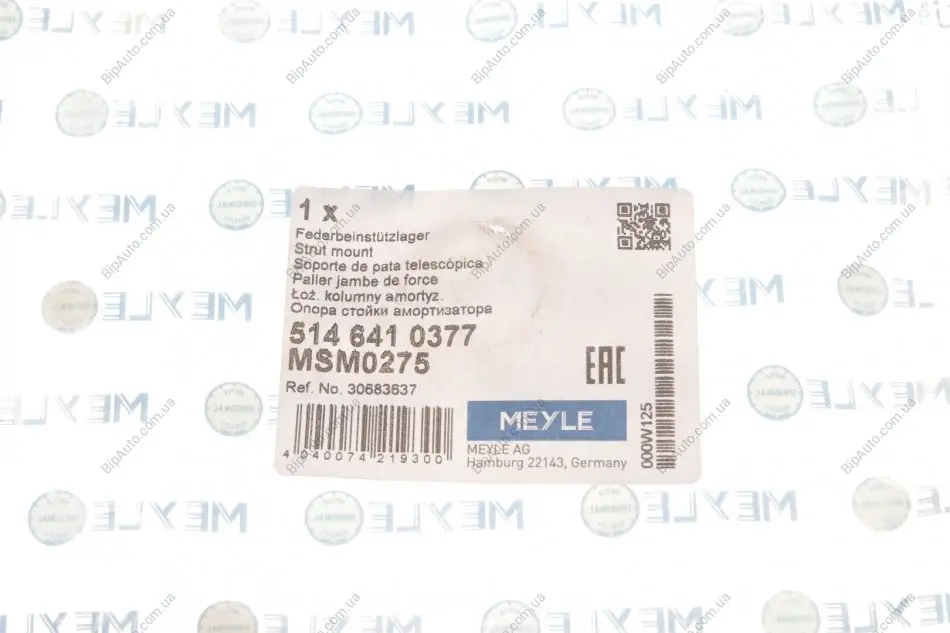 1 x
Federbeinstützlager
Strut mount
Soporte de pata telescópica
Palier jambe de force
Łoż. kolumny amortyz.
Опора стойки амортизатора
514 641 0377
MSM0275
Ref. No. 30683637
4 040074 219300
EAC
MEYLE
MEYLE AG
Hamburg 22143, Germany
000W125
BipAuto.com.ua